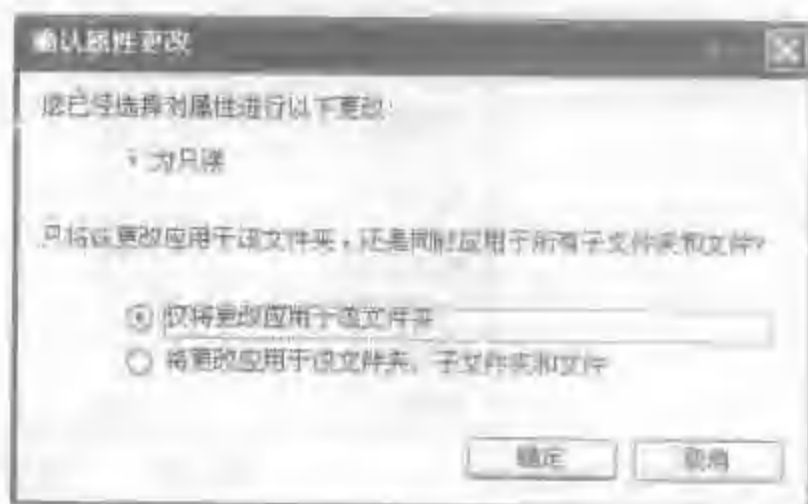 确认属性更改
您已经选择对属性进行以下更改:
为只读
只将该更改应用于该文件夹，还是同时应用于所有子文件夹和文件?
仅将更改应用于该文件夹
将更改应用于该文件夹、子文件夹和文件
确定
取消